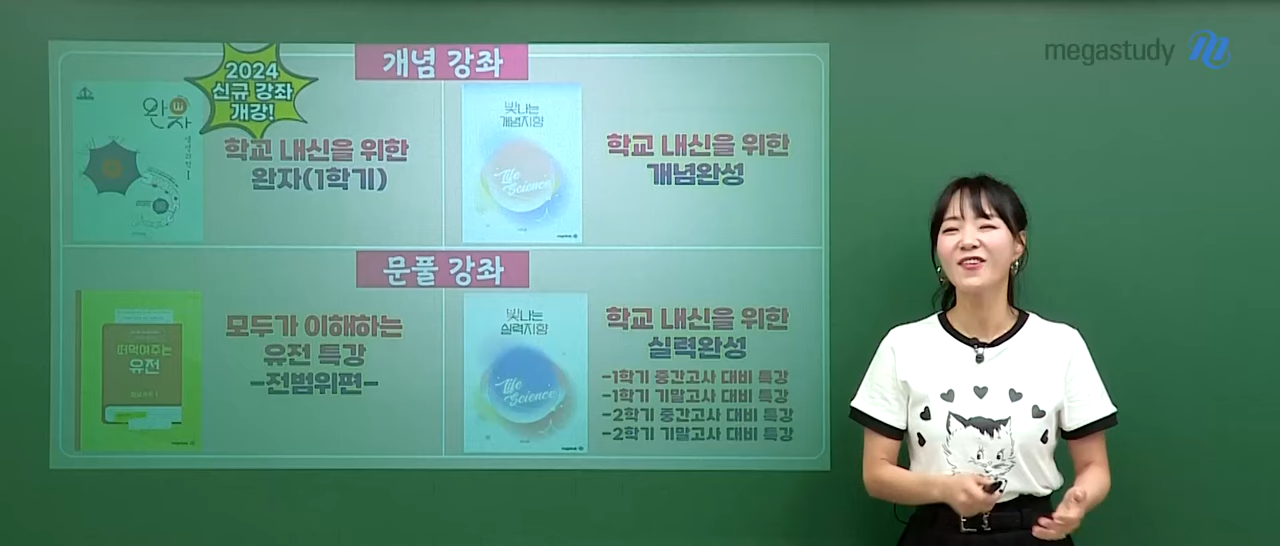 megastudy
개념 강좌
2024
신규 강좌
개강!
완자
생명과학 I
학교 내신을 위한
완자(1학기)
빛나는
개념지향
Life
Science
학교 내신을 위한
개념완성
문풀 강좌
떠먹여주는
유전
모두가 이해하는
유전 특강
-전범위편-
빛나는
실력지향
Life
Science
학교 내신을 위한
실력완성
-1학기 중간고사 대비 특강
-1학기 기말고사 대비 특강
-2학기 중간고사 대비 특강
-2학기 기말고사 대비 특강